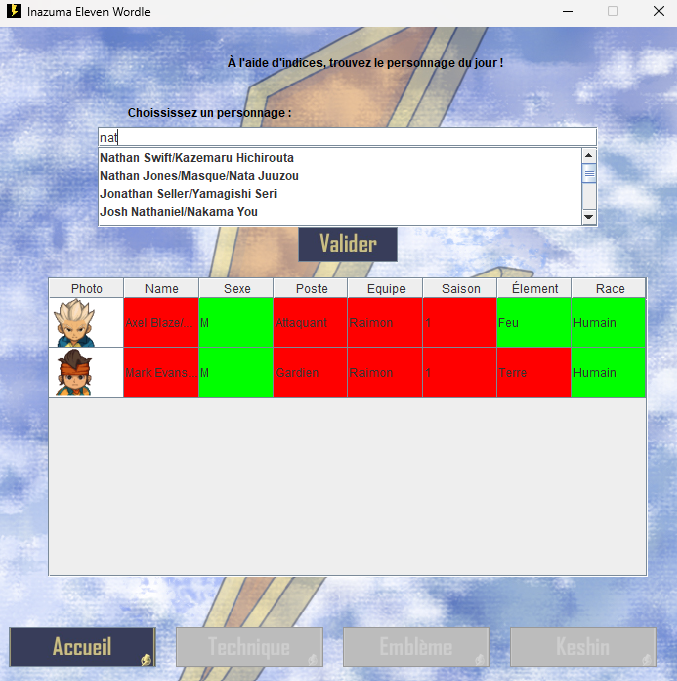 Inazuma Eleven Wordle
À l'aide d'indices, trouvez le personnage du jour !
Choississez un personnage :
nat
Nathan Swift/Kazemaru Hichirouta
Nathan Jones/Masque/Nata Juuzou
Jonathan Seller/Yamagishi Seri
Josh Nathaniel/Nakama You
Valider
Photo Name Sexe Poste Equipe Saison Élement Race
Axel Blaze/... M Attaquant Raimon 1 Feu Humain
Mark Evans... M Gardien Raimon 1 Terre Humain
Accueil Technique Emblème Keshin